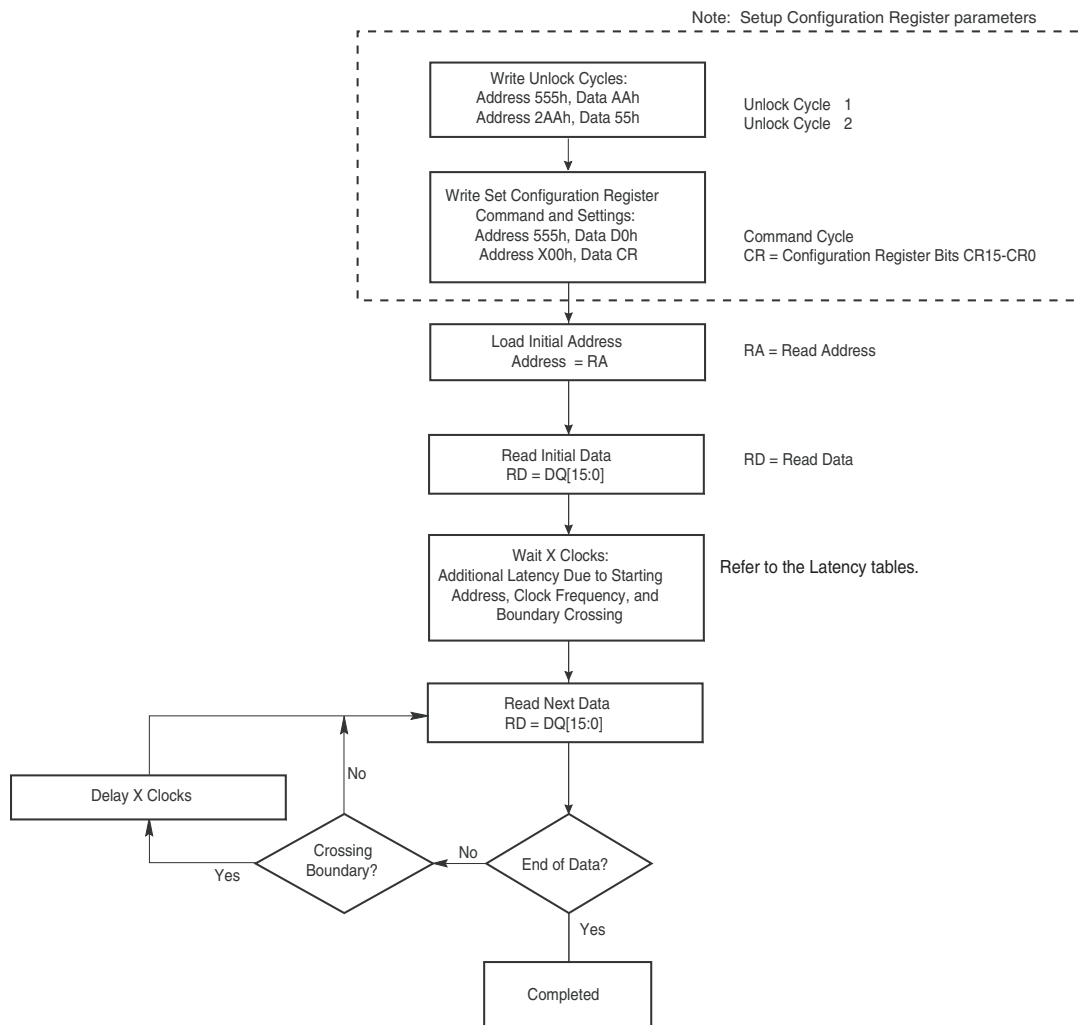 Note: Setup Configuration Register parameters
Write Unlock Cycles:
Address 555h, Data AAh
Address 2AAh, Data 55h
Unlock Cycle 1
Unlock Cycle 2
Write Set Configuration Register
Command and Settings:
Address 555h, Data D0h
Address X00h, Data CR
Command Cycle
CR = Configuration Register Bits CR15-CR0
Load Initial Address
Address = RA
RA = Read Address
Read Initial Data
RD = DQ[15:0]
RD = Read Data
Wait X Clocks:
Additional Latency Due to Starting
Address, Clock Frequency, and
Boundary Crossing
Refer to the Latency tables.
Read Next Data
RD = DQ[15:0]
No
Delay X Clocks
Crossing
Boundary?
Yes
No
End of Data?
Yes
Completed